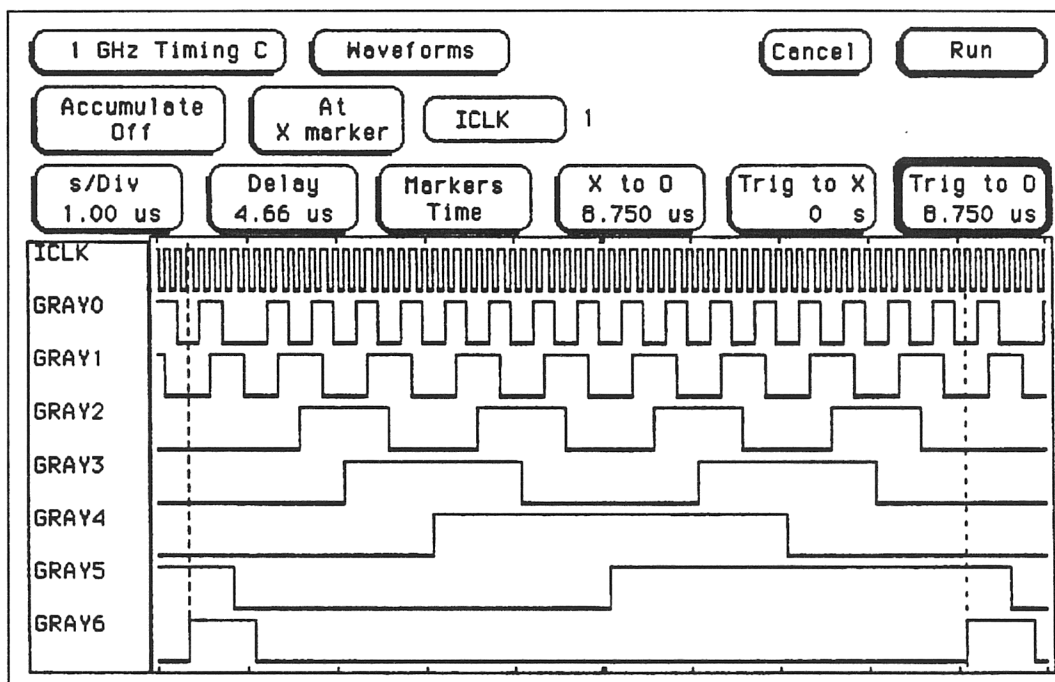 1 GHz Timing C Waveforms Cancel Run
Accumulate
Off
At
X marker
ICLK 1
s/Div
1.00 us
Delay
4.66 us
Markers
Time
X to O
8.750 us
Trig to X
0 s
Trig to O
8.750 us
ICLK
GRAY0
GRAY1
GRAY2
GRAY3
GRAY4
GRAY5
GRAY6